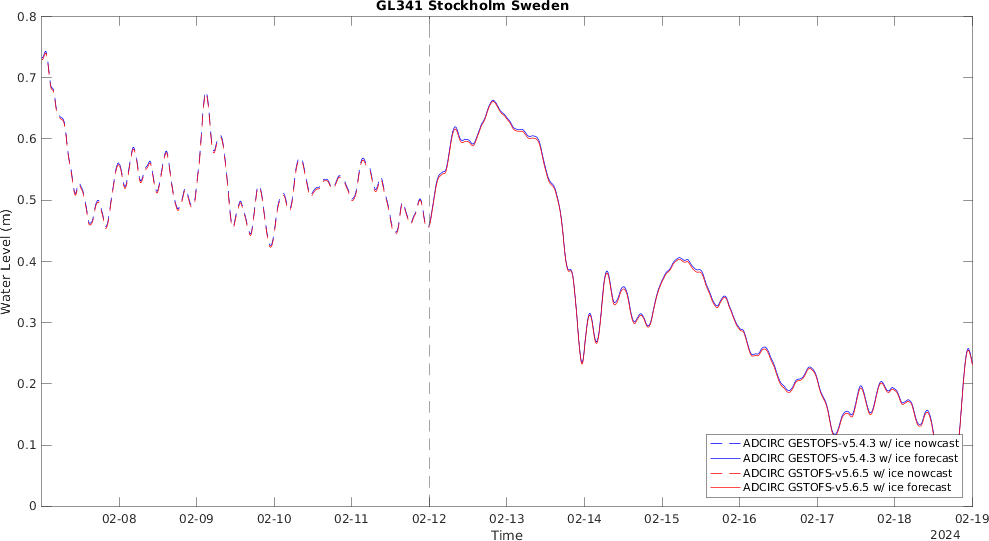 GL341 Stockholm Sweden
0.8
0.7
0.6
0.5
0.4
0.3
0.2
0.1
0
Water Level (m)
ADCIRC GESTOFS-v5.4.3 w/ ice nowcast
ADCIRC GESTOFS-v5.4.3 w/ ice forecast
ADCIRC GSTOFS-v5.6.5 w/ ice nowcast
ADCIRC GSTOFS-v5.6.5 w/ ice forecast
02-08 02-09 02-10 02-11 02-12 02-13 02-14 02-15 02-16 02-17 02-18 02-19
Time
2024